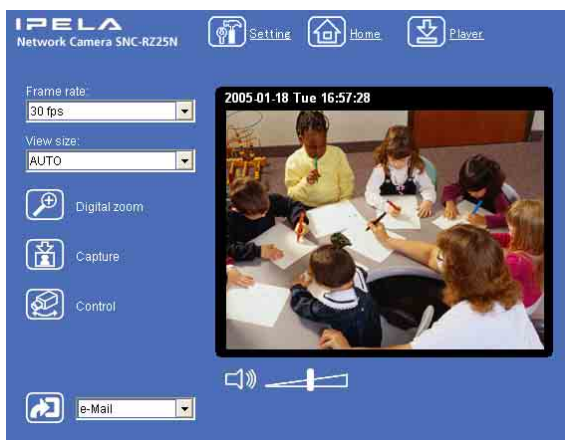 IPELA
Network Camera SNC-RZ25N
Setting
Home
Player
Frame rate:
30 fps
View size:
AUTO
Digital zoom
Capture
Control
e-Mail
2005-01-18 Tue 16:57:28